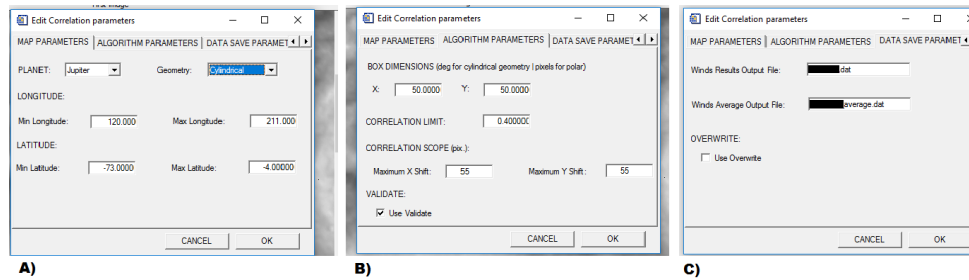 Edit Correlation parameters
MAP PARAMETERS ALGORITHM PARAMETERS DATA SAVE PARAMET
PLANET: Jupiter Geometry: Cylindrical
LONGITUDE:
Min Longitude: 120.000 Max Longitude: 211.000
LATITUDE:
Min Latitude: -73.0000 Max Latitude: -4.00000
CANCEL OK
A)
Edit Correlation parameters
MAP PARAMETERS ALGORITHM PARAMETERS DATA SAVE PARAMET
BOX DIMENSIONS (deg for cylindrical geometry | pixels for polar)
X: 50.0000 Y: 50.0000
CORRELATION LIMIT: 0.400000
CORRELATION SCOPE (pix.):
Maximum X Shift: 55 Maximum Y Shift: 55
VALIDATE:
Use Validate
CANCEL OK
B)
Edit Correlation parameters
MAP PARAMETERS ALGORITHM PARAMETERS DATA SAVE PARAMET
Winds Results Output File: dat
Winds Average Output File: average.dat
OVERWRITE:
Use Overwrite
CANCEL OK
C)